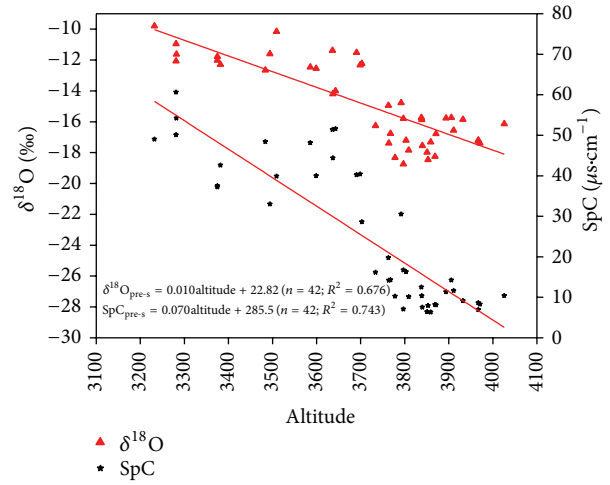 −10
−12
−14
−16
−18
−20
−22
−24
−26
−28
−30
δ¹⁸O (‰)
80
70
60
50
40
30
20
10
0
SpC (μs·cm⁻¹)
δ¹⁸Opre-s = 0.010altitude + 22.82 (n = 42; R² = 0.676)
SpCpre-s = 0.070altitude + 285.5 (n = 42; R² = 0.743)
3100 3200 3300 3400 3500 3600 3700 3800 3900 4000 4100
Altitude
δ¹⁸O
SpC